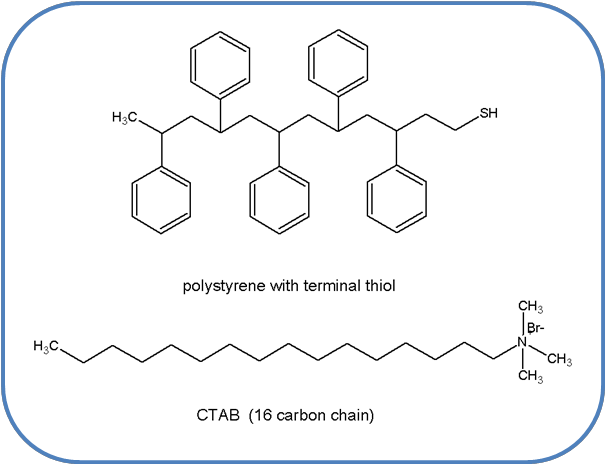 H₃C
SH
polystyrene with terminal thiol
CH₃
Br-
H₃C
N
CH₃
CH₃
CTAB (16 carbon chain)